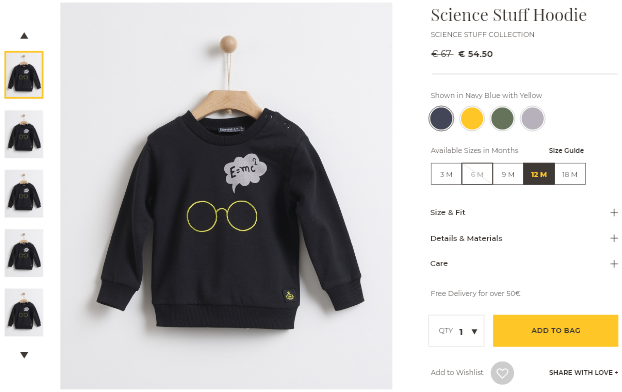 Science Stuff Hoodie
SCIENCE STUFF COLLECTION
€ 67 € 54.50
Shown in Navy Blue with Yellow
E=mc²
Available Sizes in Months Size Guide
3 M 6 M 9 M 12 M 18 M
Size & Fit
Details & Materials
Care
Free Delivery for over 50€
QTY 1 ADD TO BAG
Add to Wishlist SHARE WITH LOVE +